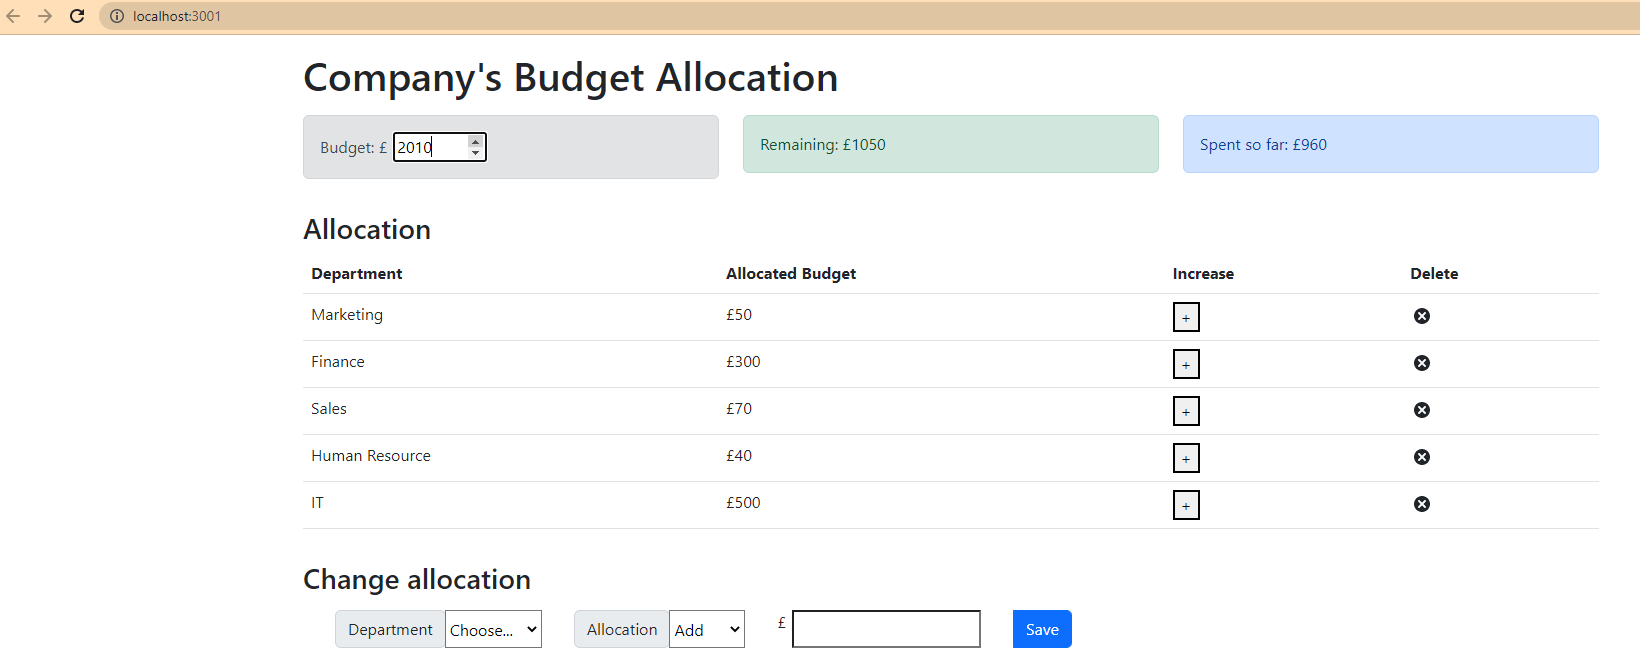 localhost:3001
Company's Budget Allocation
Budget: £ 2010 Remaining: £1050 Spent so far: £960
Allocation
Department Allocated Budget Increase Delete
Marketing £50 +
Finance £300 +
Sales £70 +
Human Resource £40 +
IT £500 +
Change allocation
Department Choose... Allocation Add £ Save